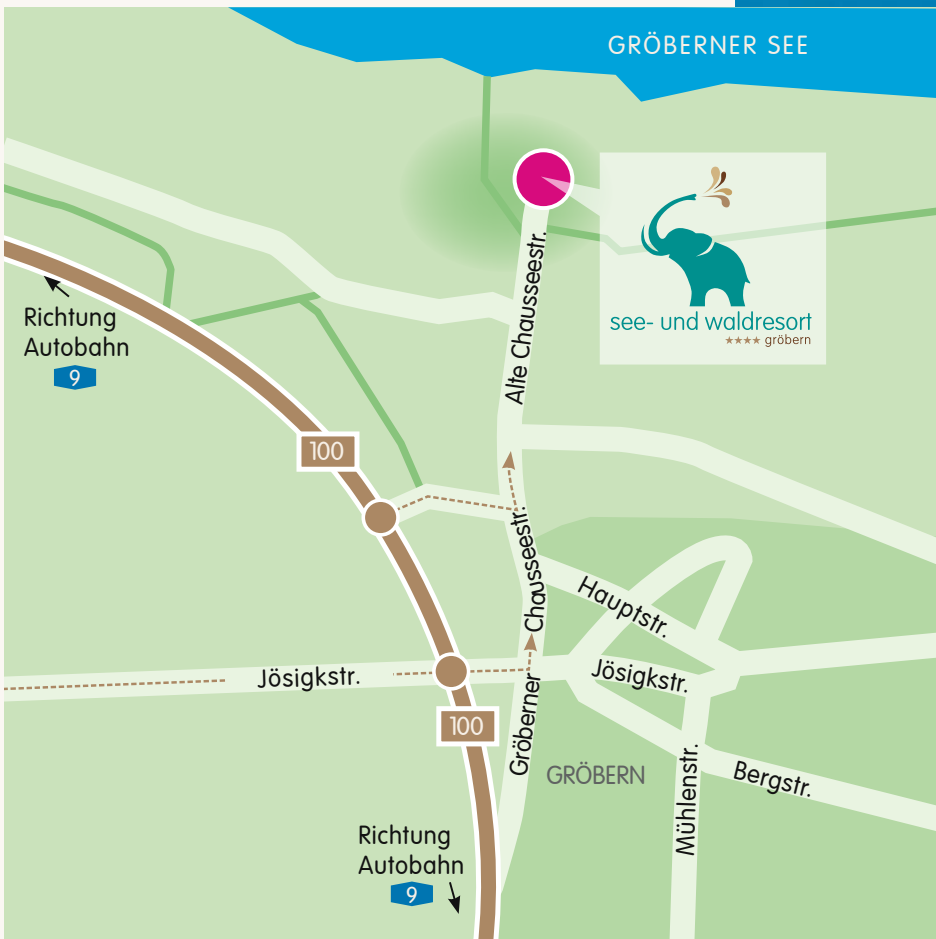 GRÖBERNER SEE
see- und waldresort
★★★★ gröbern
Alte Chausseestr.
Richtung
Autobahn
9
100
Gröberner Chausseestr.
Hauptstr.
Jösigkstr.
Jösigkstr.
100
GRÖBERN
Bergstr.
Mühlenstr.
Richtung
Autobahn
9